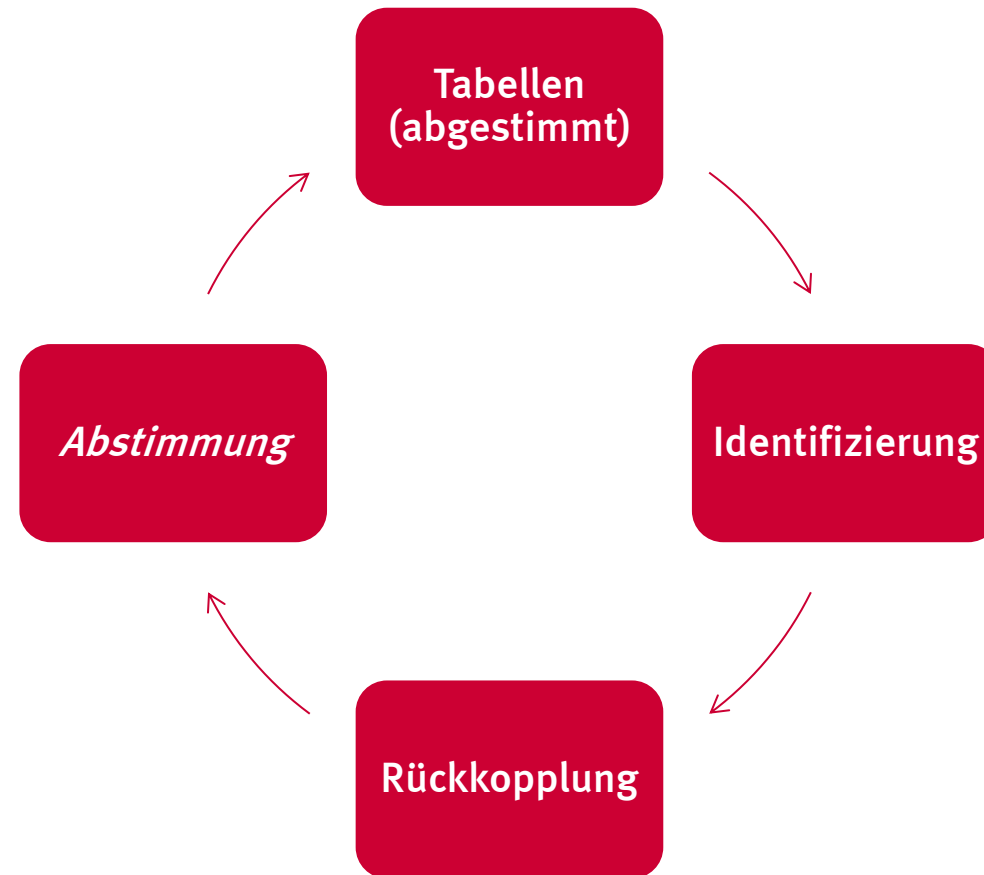 Tabellen
(abgestimmt)
Abstimmung
Identifizierung
Rückkopplung